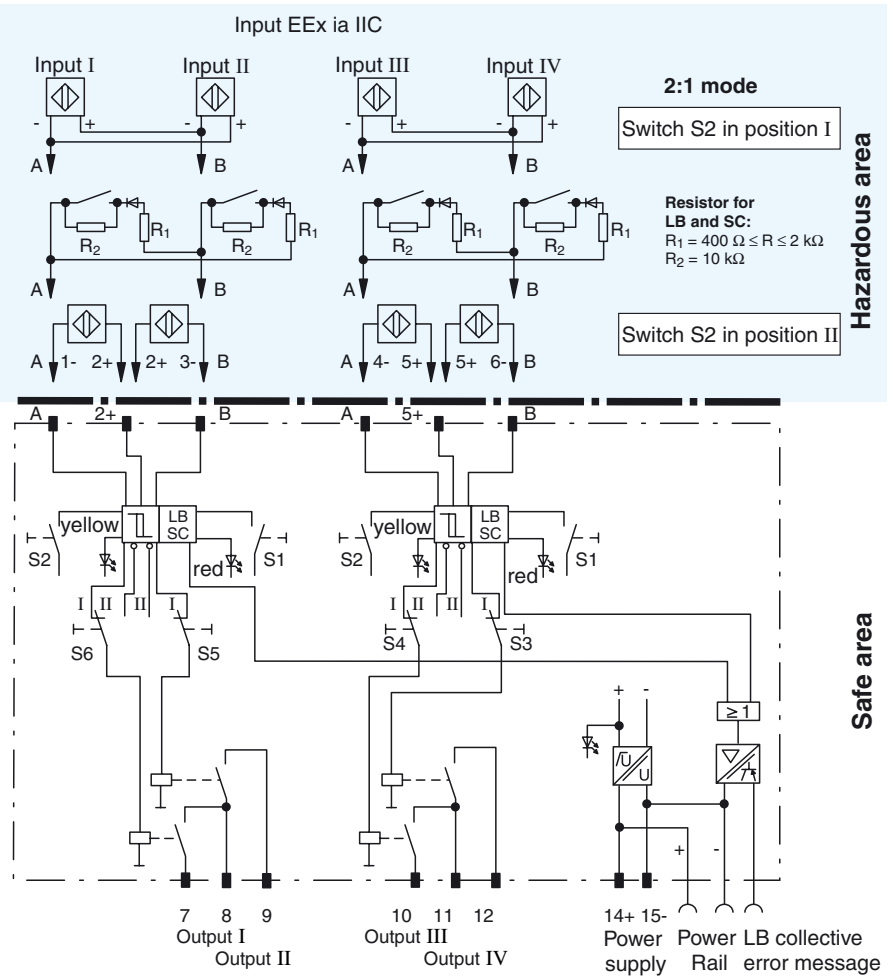 Input EEx ia IIC
Input I Input II Input III Input IV
2:1 mode
- + - + - + - +
Switch S2 in position I
A B A B
Hazardous area
R1 R1 R1 R1
R2 R2 R2 R2
Resistor for
LB and SC:
R1 = 400 Ω ≤ R ≤ 2 kΩ
R2 = 10 kΩ
A B A B
Switch S2 in position II
A 1- 2+ 2+ 3- B A 4- 5+ 5+ 6- B
A 2+ B A 5+ B
yellow LB yellow LB
SC SC
S2 S1 S2 S1
red red
I II II I I II II I
S6 S5 S4 S3
Safe area
+ -
≥ 1
U
U
+ -
7 8 9 10 11 12 14+ 15-
Output I Output III
Output II Output IV
Power
supply
Power
Rail
LB collective
error message